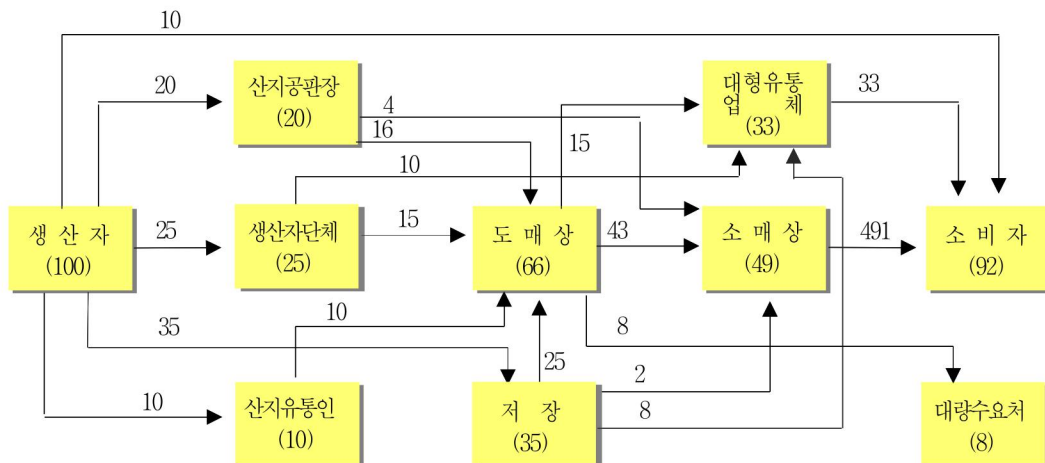 10
20
산지공판장
(20)
4
16
대형유통
업 체
(33)
33
15
10
생 산 자
(100)
25
생산자단체
(25)
15
도 매 상
(66)
43
소 매 상
(49)
491
소 비 자
(92)
35
10
25
8
2
8
10
산지유통인
(10)
저 장
(35)
대량수요처
(8)